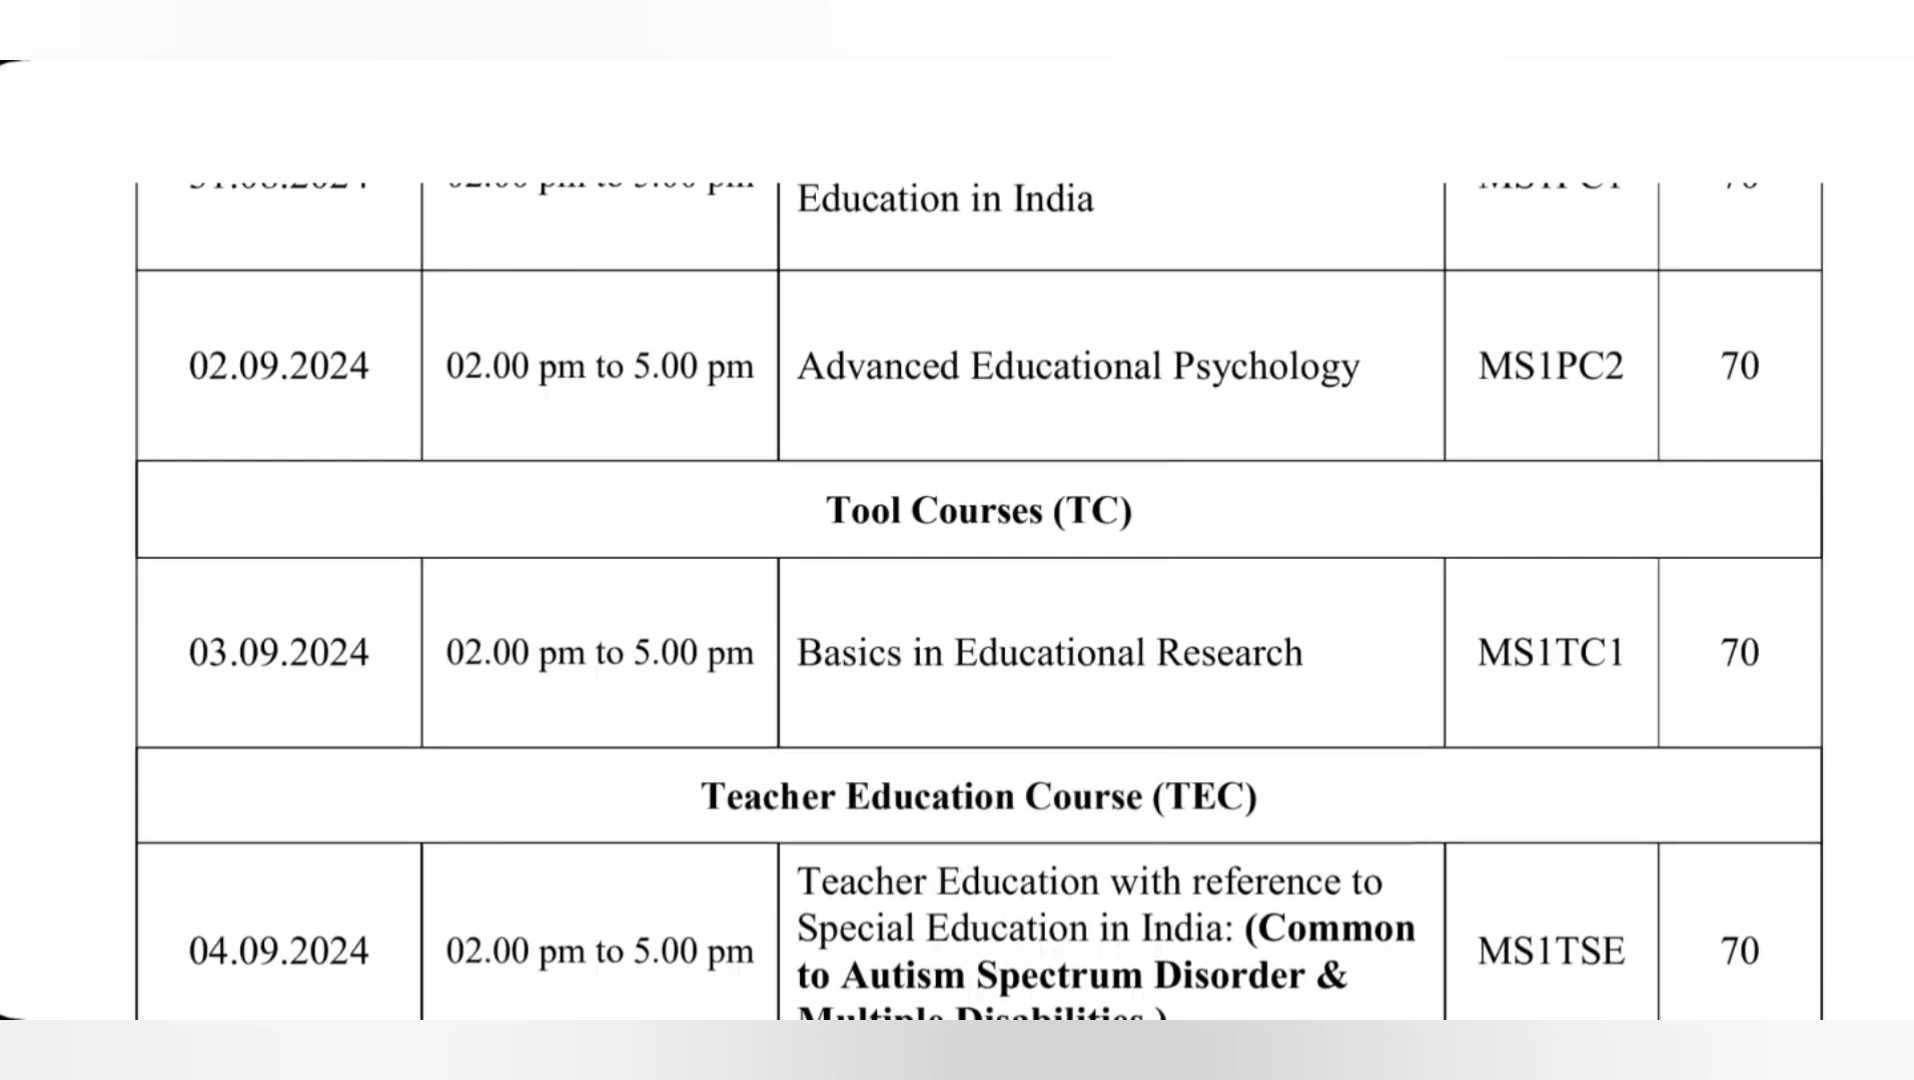 Education in India
02.09.2024 02.00 pm to 5.00 pm Advanced Educational Psychology MS1PC2 70
Tool Courses (TC)
03.09.2024 02.00 pm to 5.00 pm Basics in Educational Research MS1TC1 70
Teacher Education Course (TEC)
Teacher Education with reference to
Special Education in India: (Common
04.09.2024 02.00 pm to 5.00 pm to Autism Spectrum Disorder & MS1TSE 70
Multiple Disabilities )